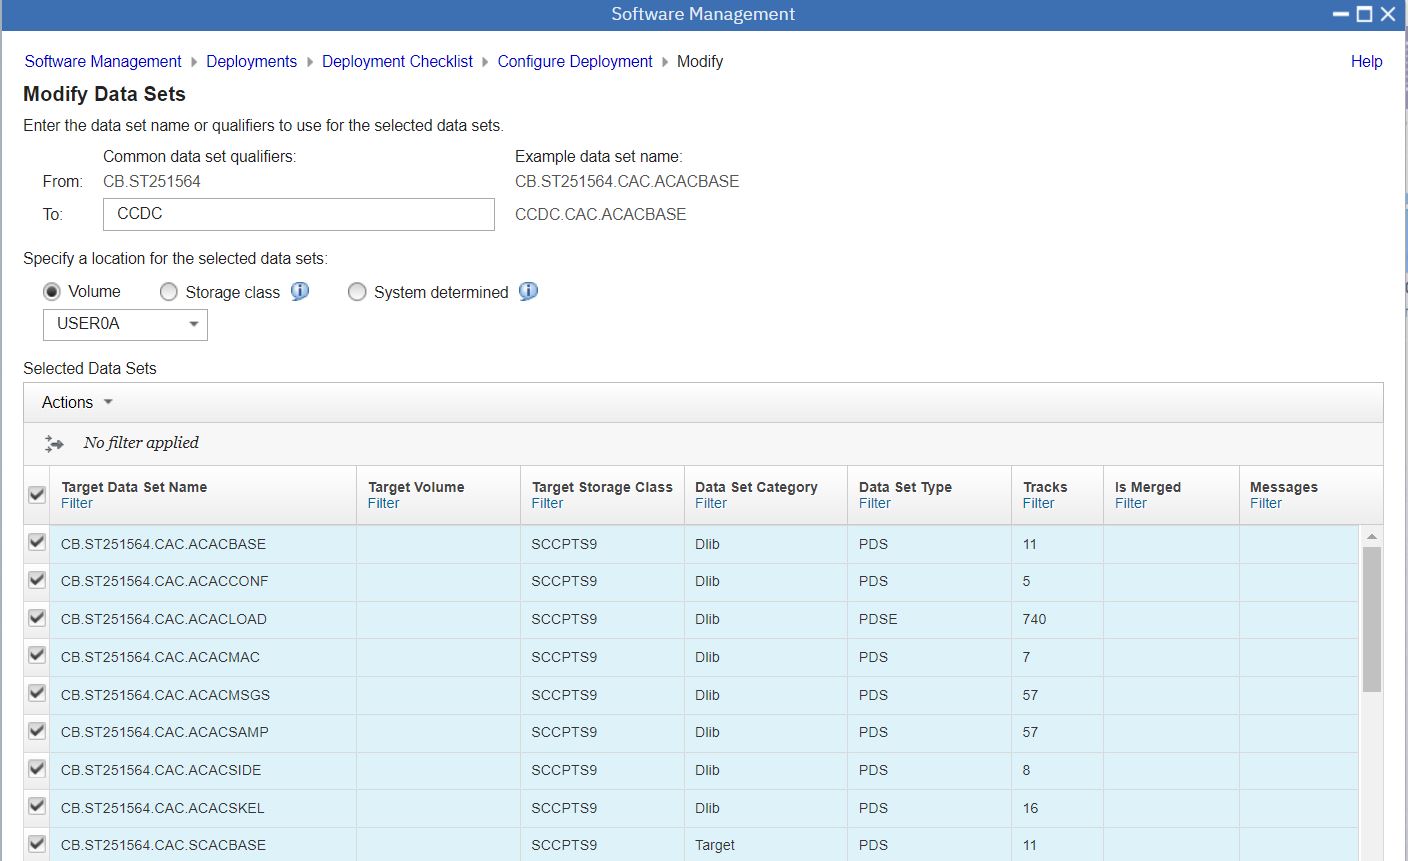 Software Management
Software Management Deployments Deployment Checklist Configure Deployment Modify Help
Modify Data Sets
Enter the data set name or qualifiers to use for the selected data sets.
Common data set qualifiers: Example data set name:
From: CB.ST251564 CB.ST251564.CAC.ACACBASE
To: CCDC CCDC.CAC.ACACBASE
Specify a location for the selected data sets:
Volume Storage class System determined
USER0A
Selected Data Sets
Actions
No filter applied
Target Data Set Name Target Volume Target Storage Class Data Set Category Data Set Type Tracks Is Merged Messages
Filter Filter Filter Filter Filter Filter Filter Filter
CB.ST251564.CAC.ACACBASE SCCPTS9 Dlib PDS 11
CB.ST251564.CAC.ACACCONF SCCPTS9 Dlib PDS 5
CB.ST251564.CAC.ACACLOAD SCCPTS9 Dlib PDSE 740
CB.ST251564.CAC.ACACMAC SCCPTS9 Dlib PDS 7
CB.ST251564.CAC.ACACMSGS SCCPTS9 Dlib PDS 57
CB.ST251564.CAC.ACACSAMP SCCPTS9 Dlib PDS 57
CB.ST251564.CAC.ACACSIDE SCCPTS9 Dlib PDS 8
CB.ST251564.CAC.ACACSKEL SCCPTS9 Dlib PDS 16
CB.ST251564.CAC.SCACBASE SCCPTS9 Target PDS 11